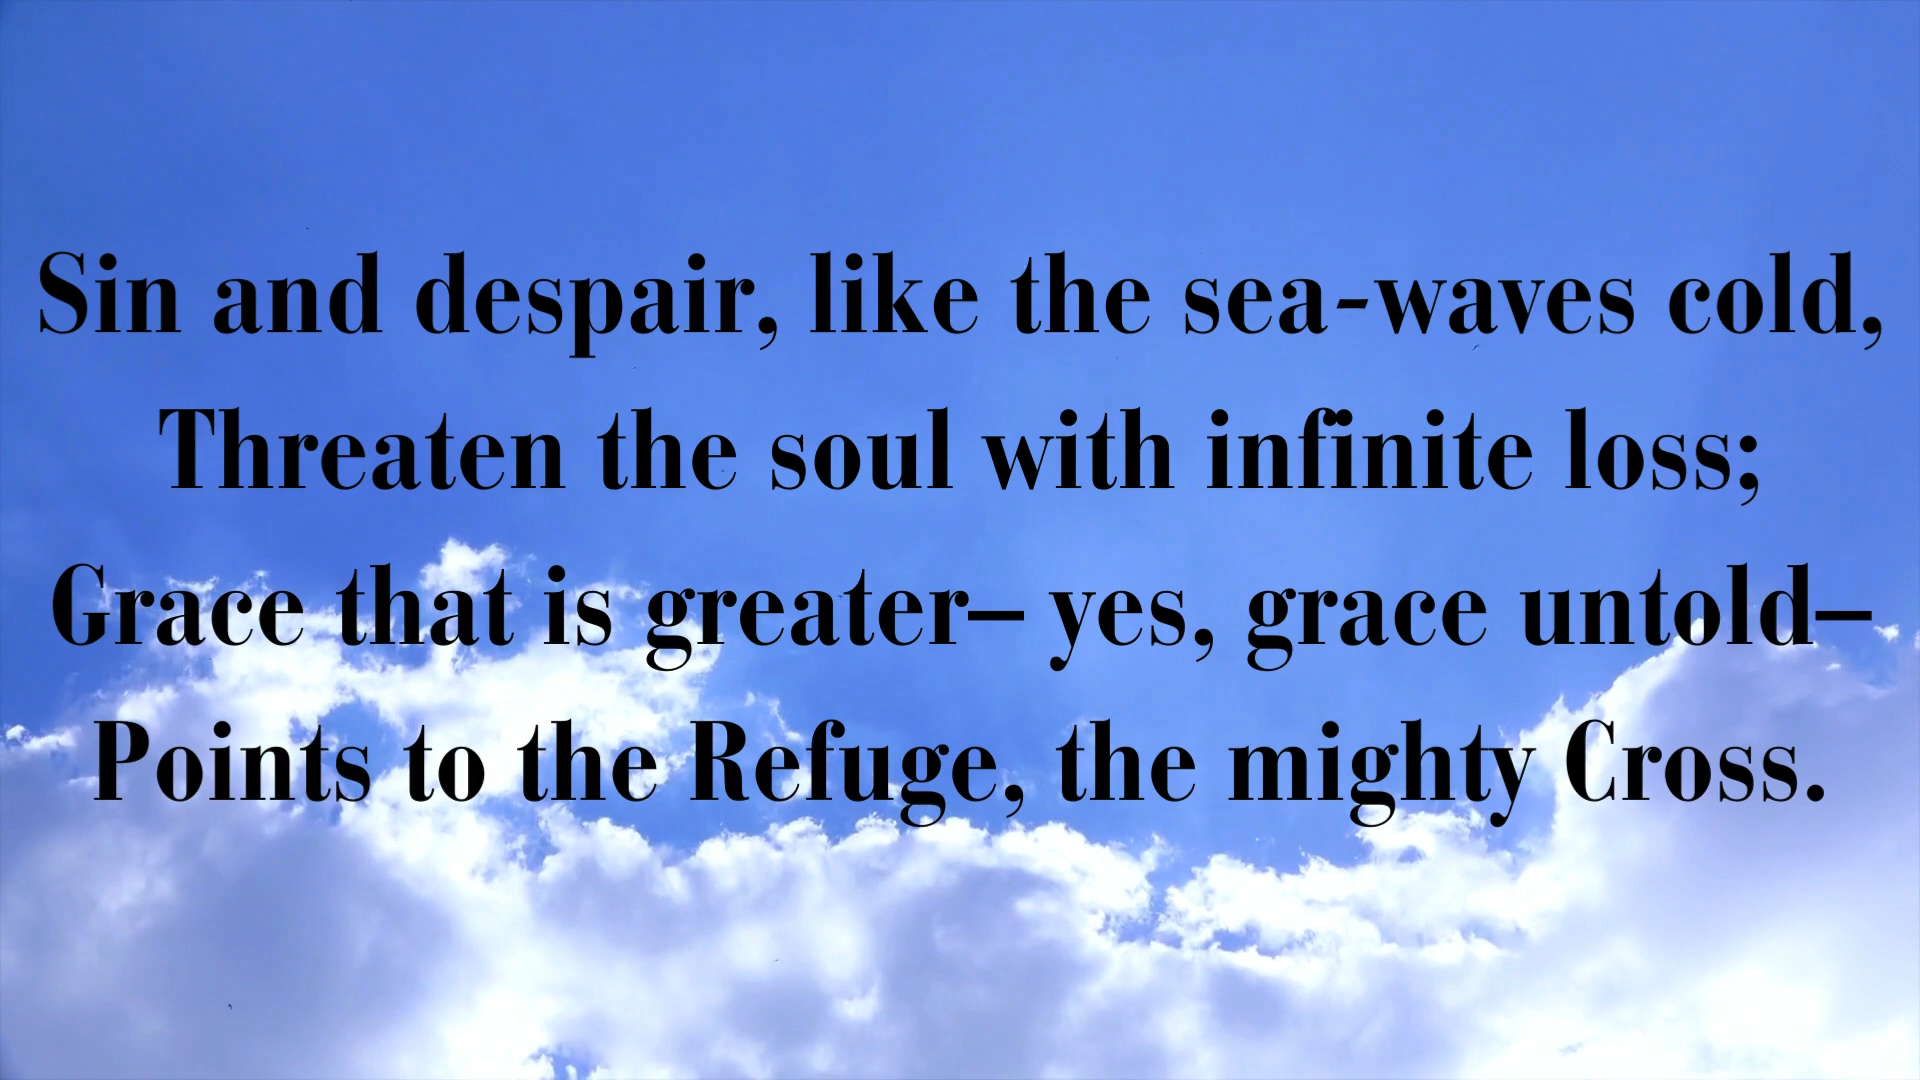 Sin and despair, like the sea-waves cold,
Threaten the soul with infinite loss;
Grace that is greater– yes, grace untold–
Points to the Refuge, the mighty Cross.